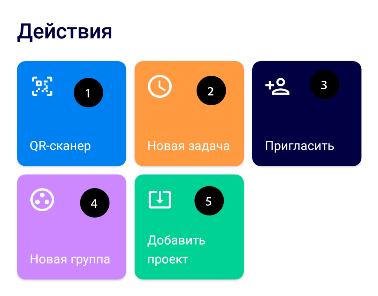 Действия
1
2
3
QR-сканер
Новая задача
Пригласить
4
5
Новая группа
Добавить
проект